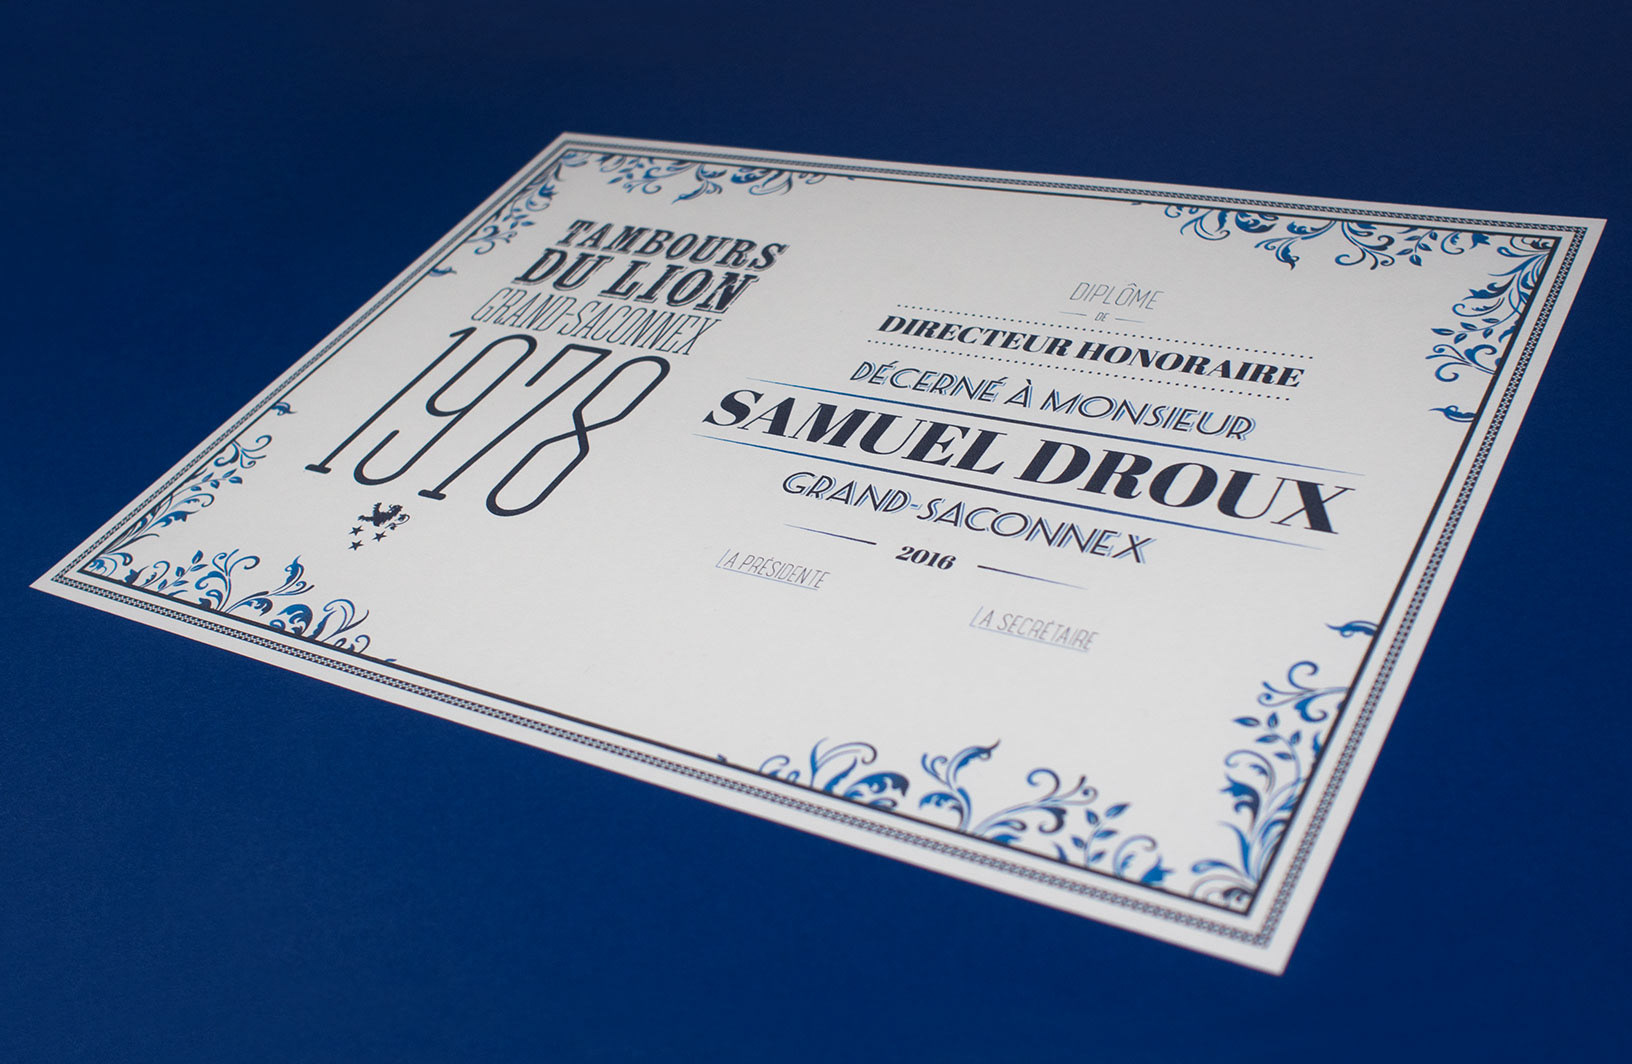 TAMBOURS
DU LION
GRAND-SACONNEX
1978
DIPLÔME
DE
DIRECTEUR HONORAIRE
DÉCERNÉ À MONSIEUR
SAMUEL DROUX
GRAND-SACONNEX
2016
LA PRÉSIDENTE
LA SECRÉTAIRE